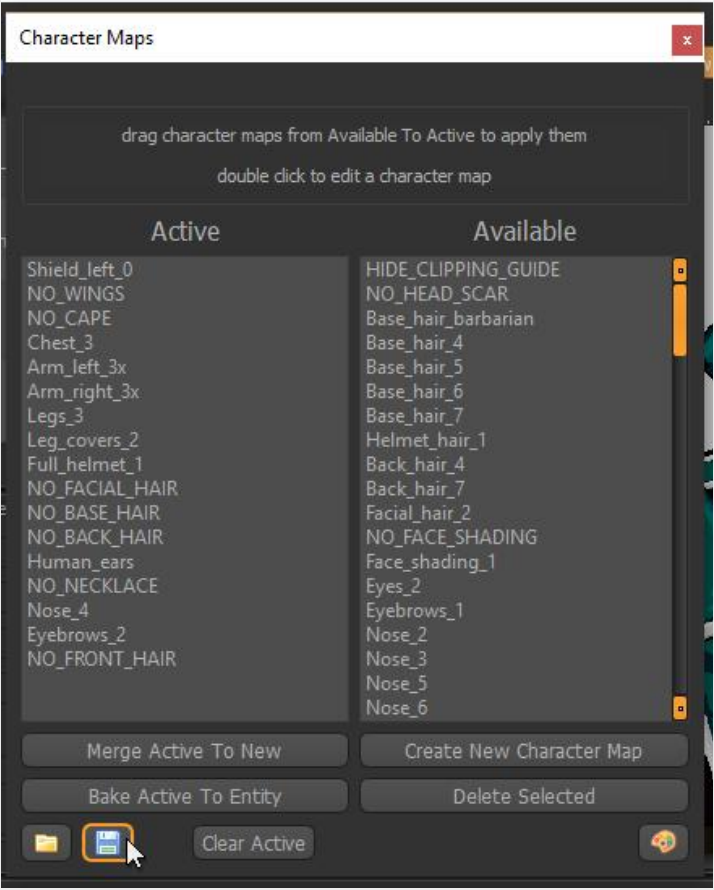 Character Maps
x
drag character maps from Available To Active to apply them
double click to edit a character map
Active
Shield_left_0
NO_WINGS
NO_CAPE
Chest_3
Arm_left_3x
Arm_right_3x
Legs_3
Leg_covers_2
Full_helmet_1
NO_FACIAL_HAIR
NO_BASE_HAIR
NO_BACK_HAIR
Human_ears
NO_NECKLACE
Nose_4
Eyebrows_2
NO_FRONT_HAIR
Available
HIDE_CLIPPING_GUIDE
NO_HEAD_SCAR
Base_hair_barbarian
Base_hair_4
Base_hair_5
Base_hair_6
Base_hair_7
Helmet_hair_1
Back_hair_4
Back_hair_7
Facial_hair_2
NO_FACE_SHADING
Face_shading_1
Eyes_2
Eyebrows_1
Nose_2
Nose_3
Nose_5
Nose_6
Merge Active To New
Create New Character Map
Bake Active To Entity
Delete Selected
Clear Active